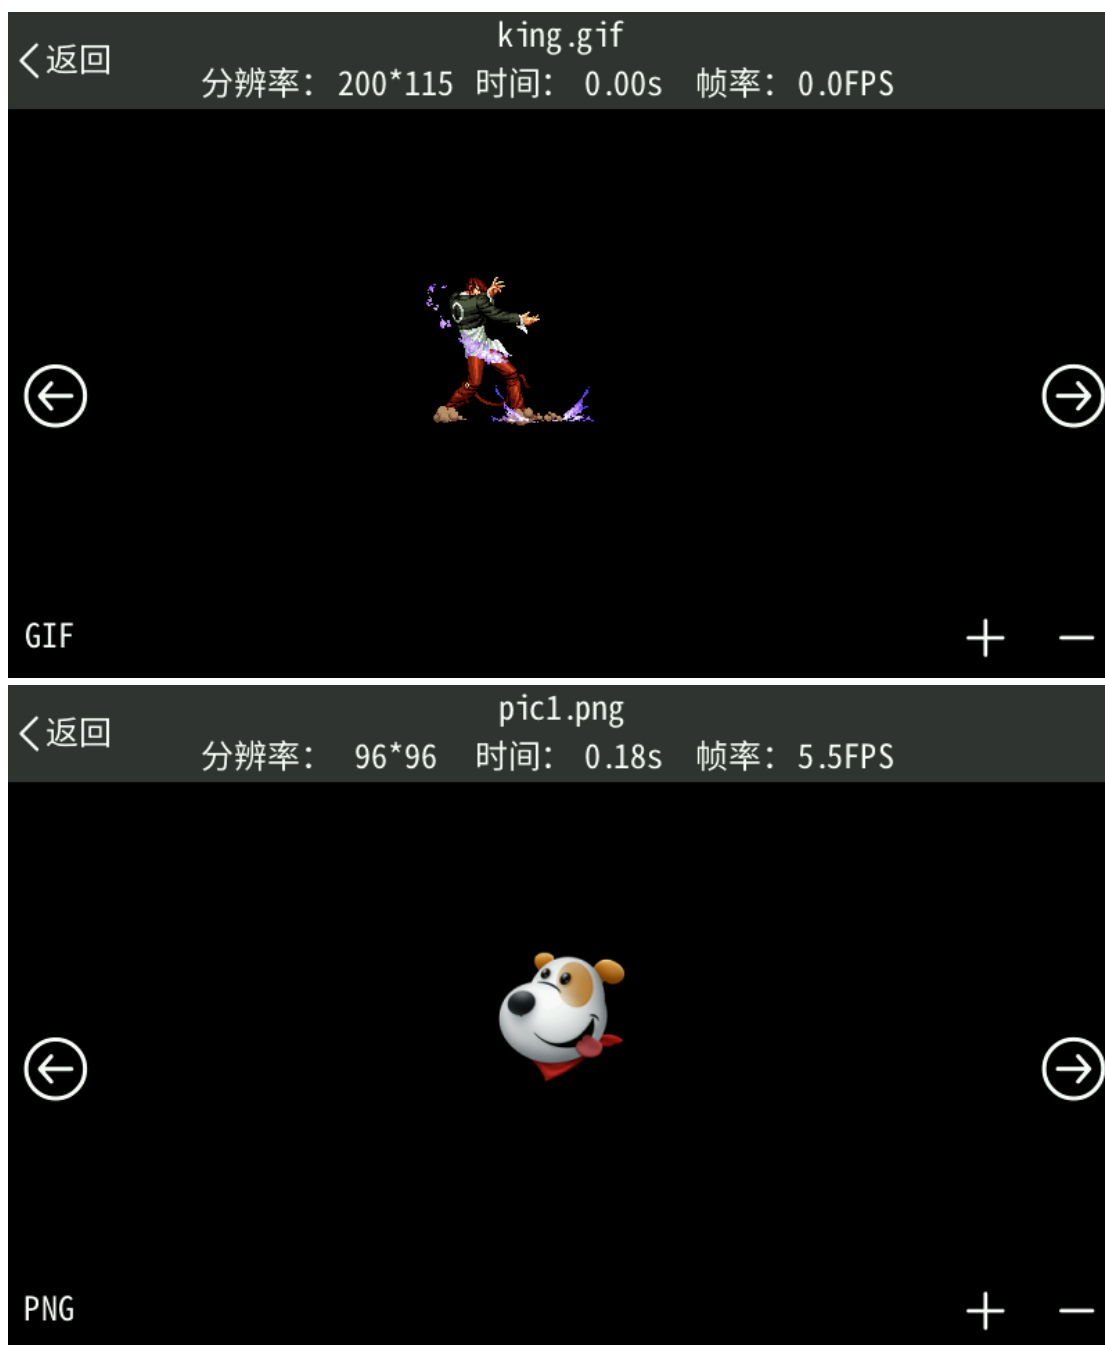 king.gif
返回
分辨率： 200*115 时间： 0.00s 帧率：0.0FPS
GIF
pic1.png
返回
分辨率： 96*96 时间： 0.18s 帧率：5.5FPS
PNG